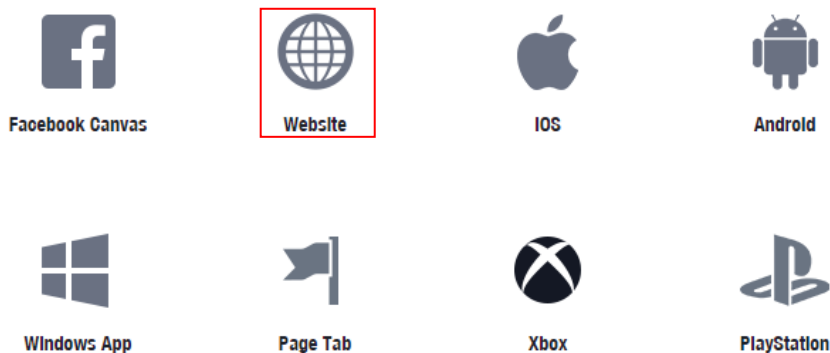 Facebook Canvas
Website
iOS
Android
Windows App
Page Tab
Xbox
PlayStation